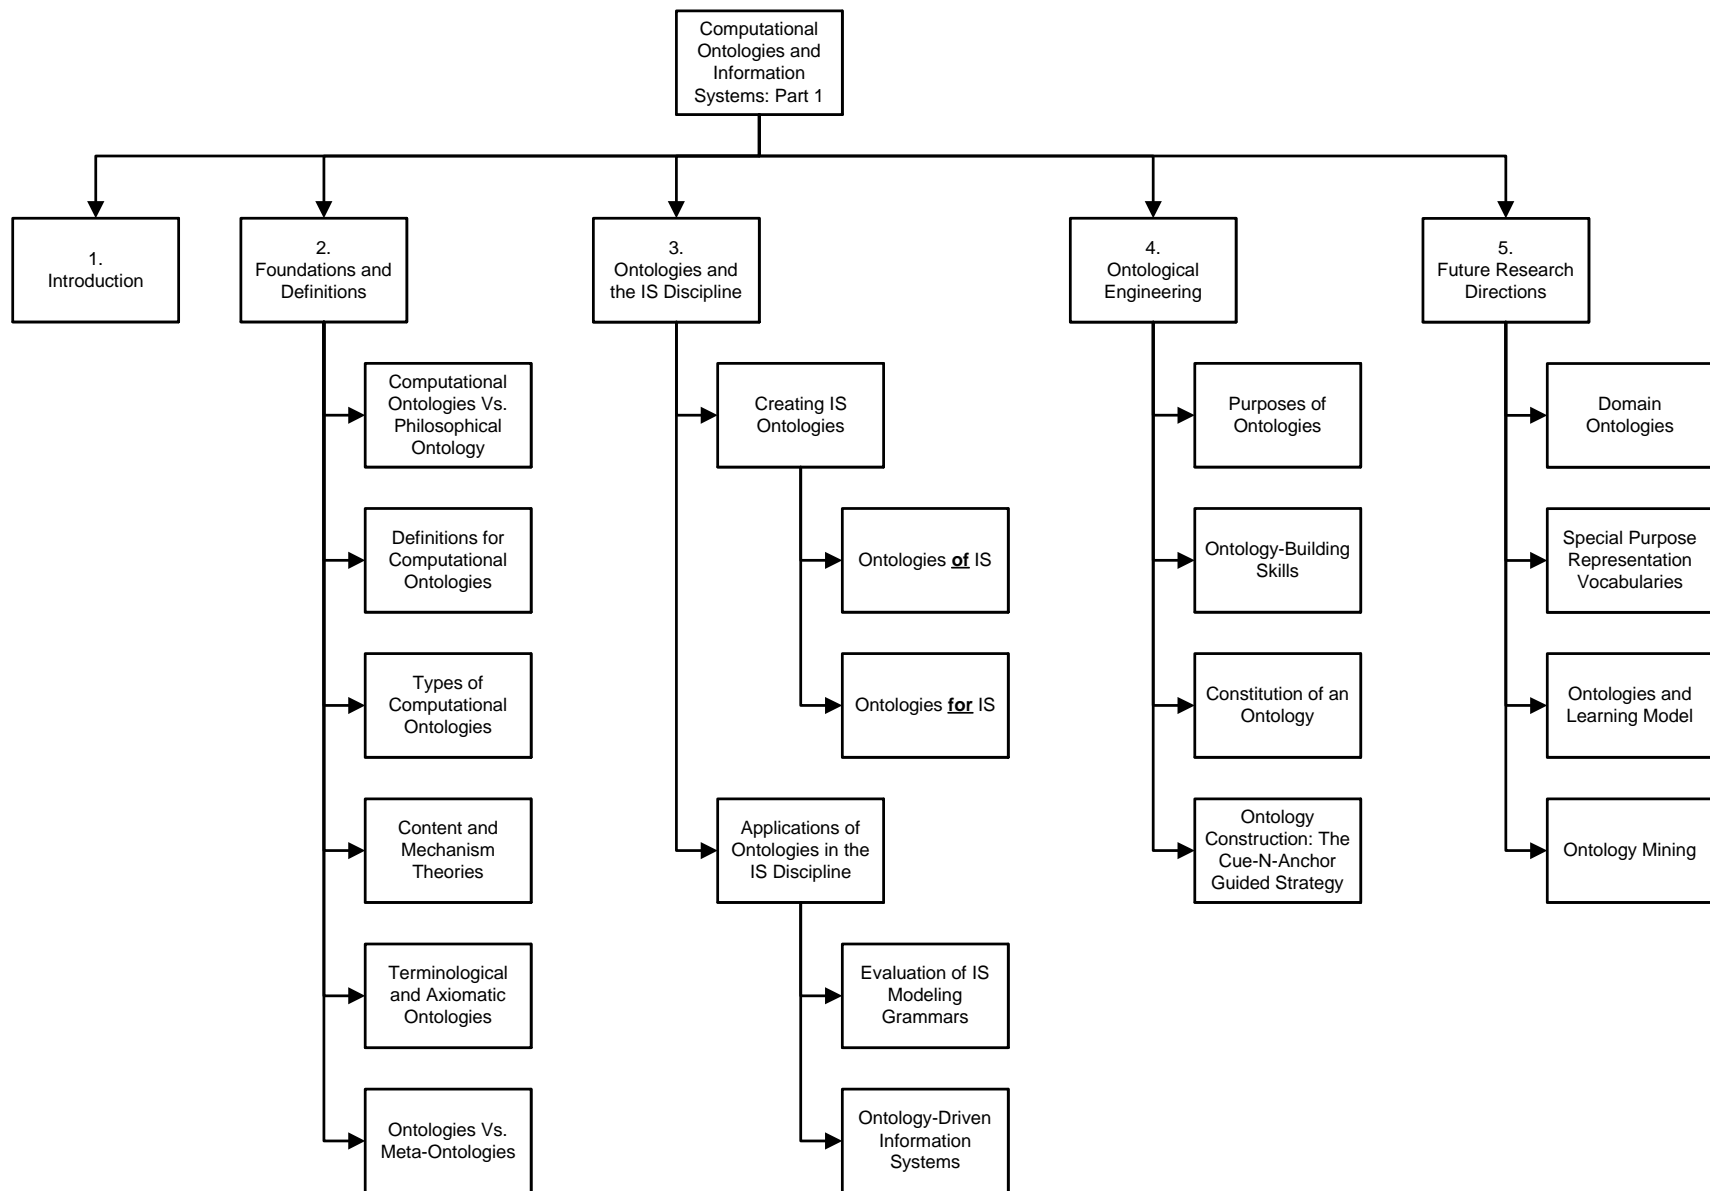 Computational
Ontologies and
Information
Systems: Part 1
1.
Introduction
2.
Foundations and
Definitions
3.
Ontologies and
the IS Discipline
4.
Ontological
Engineering
5.
Future Research
Directions
Computational
Ontologies Vs.
Philosophical
Ontology
Definitions for
Computational
Ontologies
Types of
Computational
Ontologies
Content and
Mechanism
Theories
Terminological
and Axiomatic
Ontologies
Ontologies Vs.
Meta-Ontologies
Creating IS
Ontologies
Ontologies of IS
Ontologies for IS
Applications of
Ontologies in the
IS Discipline
Evaluation of IS
Modeling
Grammars
Ontology-Driven
Information
Systems
Purposes of
Ontologies
Ontology-Building
Skills
Constitution of an
Ontology
Ontology
Construction: The
Cue-N-Anchor
Guided Strategy
Domain
Ontologies
Special Purpose
Representation
Vocabularies
Ontologies and
Learning Model
Ontology Mining